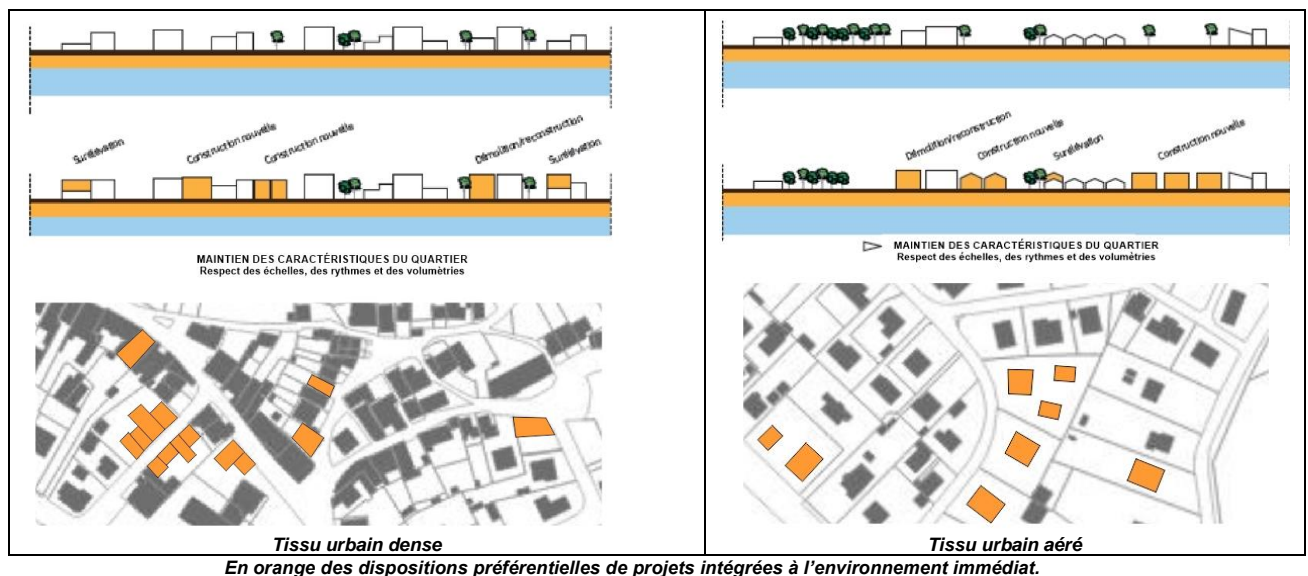 Surélévation
Construction nouvelle
Construction nouvelle
Démolition/reconstruction
Surélévation
MAINTIEN DES CARACTÉRISTIQUES DU QUARTIER
Respect des échelles, des rythmes et des volumètries
Tissu urbain dense
Démolition/reconstruction
Construction nouvelle
Surélévation
Construction nouvelle
MAINTIEN DES CARACTÉRISTIQUES DU QUARTIER
Respect des échelles, des rythmes et des volumètries
Tissu urbain aéré
En orange des dispositions préférentielles de projets intégrées à l'environnement immédiat.